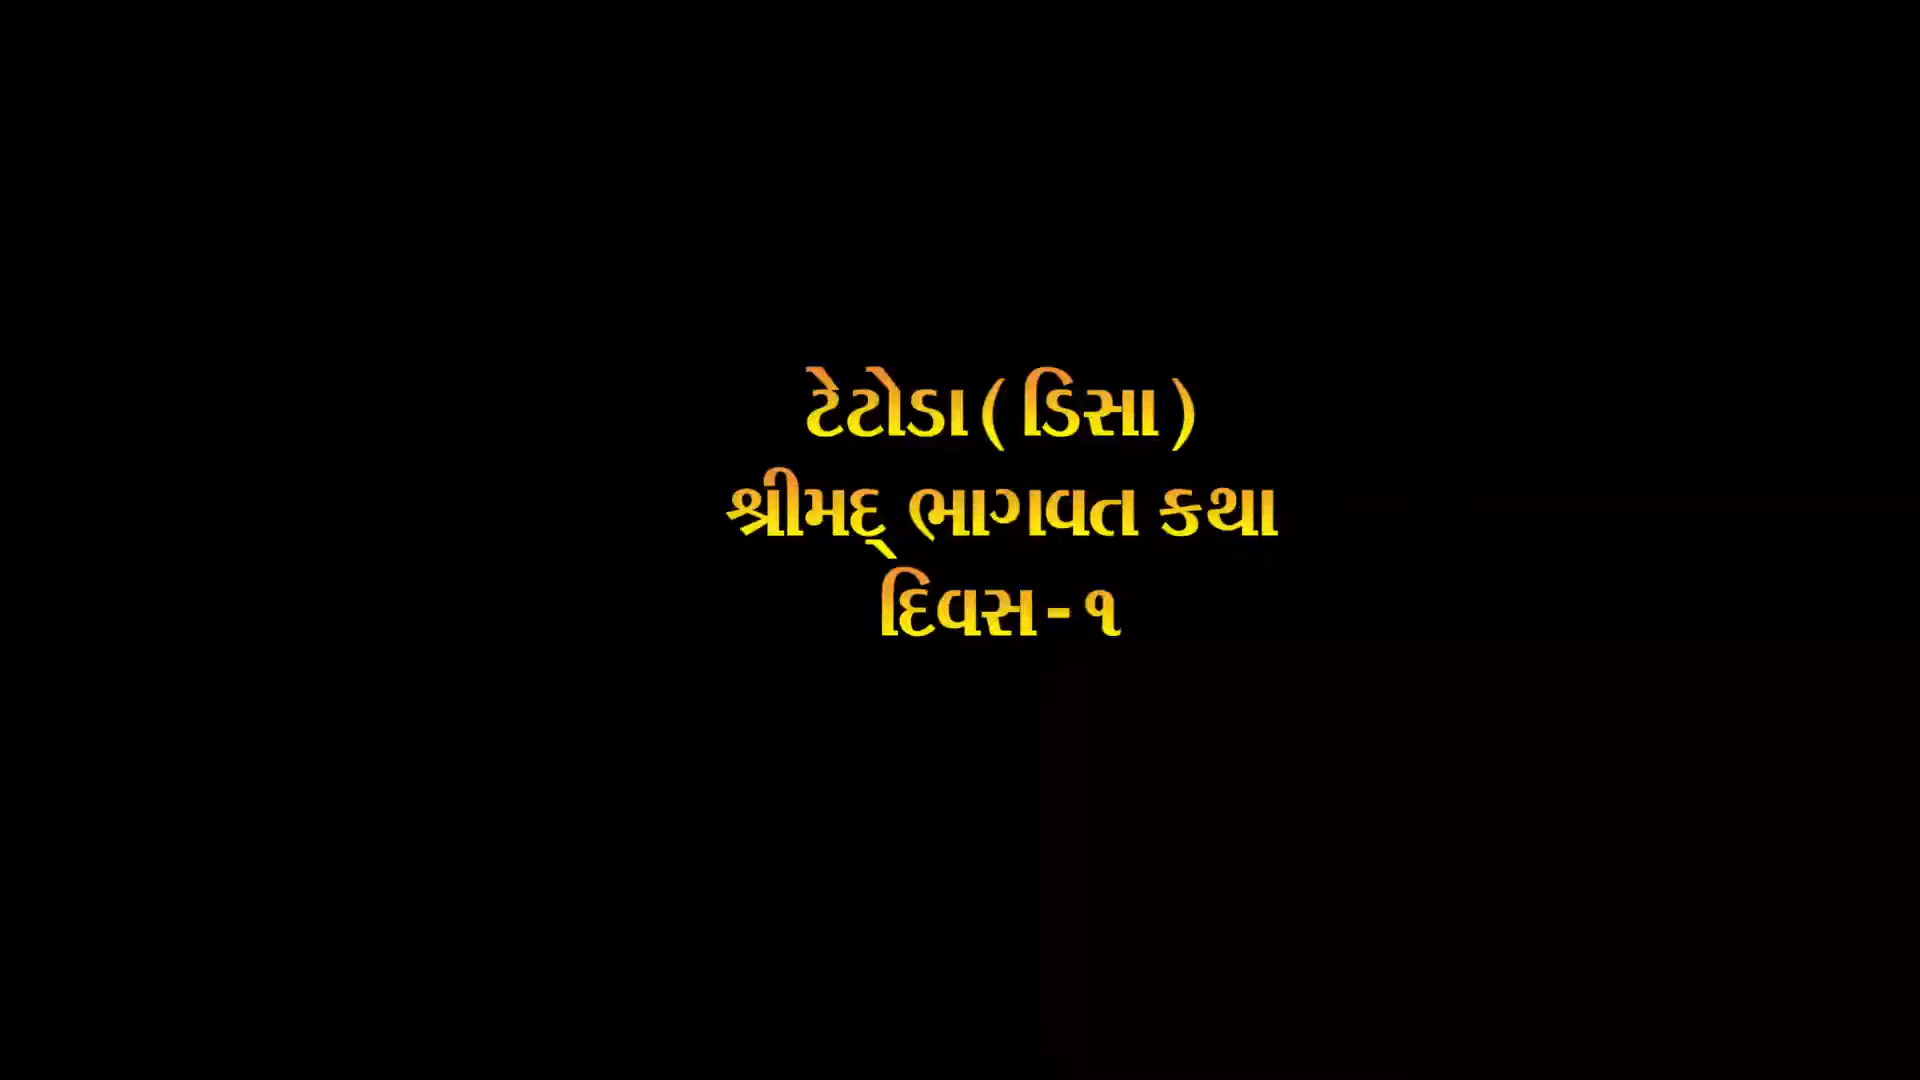 ટેટોડા ( ડિસા )
શ્રીમદ્ ભાગવત કથા
દિવસ - ૧